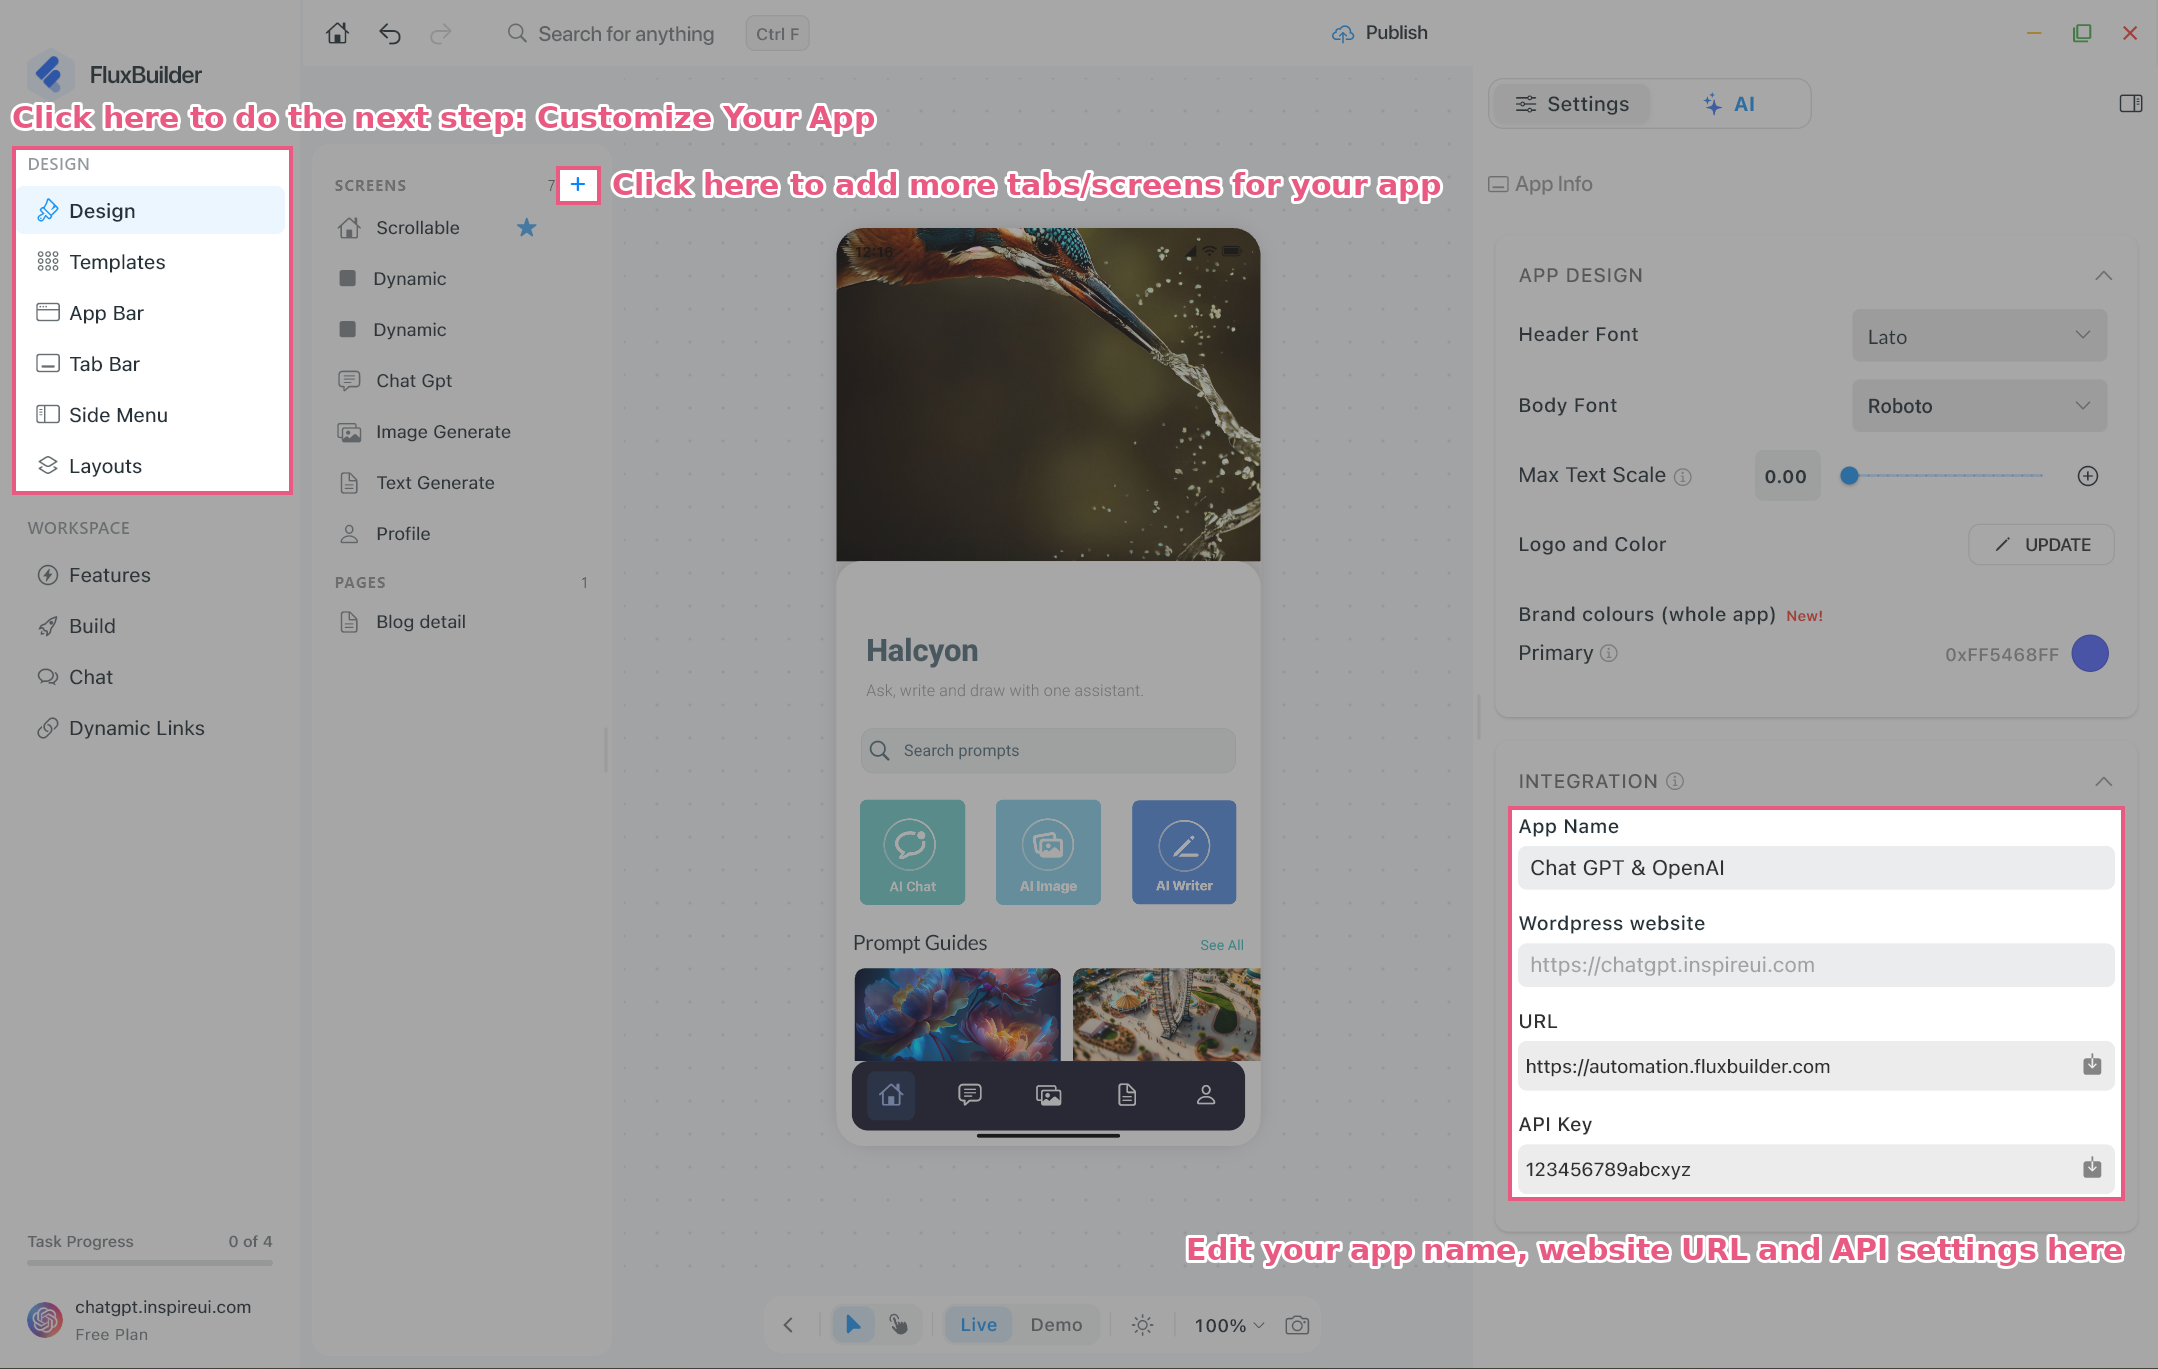 Search for anything
Ctrl F
Publish
FluxBuilder
Settings
AI
Click here to do the next step: Customize Your App
DESIGN
Design
Templates
App Bar
Tab Bar
Side Menu
Layouts
WORKSPACE
Features
Build
Chat
Dynamic Links
Task Progress
0 of 4
chatgpt.inspireui.com
Free Plan
SCREENS
7
Click here to add more tabs/screens for your app
Scrollable
Dynamic
Dynamic
Chat Gpt
Image Generate
Text Generate
Profile
PAGES
1
Blog detail
12:16
Halcyon
Ask, write and draw with one assistant.
Search prompts
AI Chat
AI Image
AI Writer
Prompt Guides
See All
Live
Demo
100%
App Info
APP DESIGN
Header Font
Lato
Body Font
Roboto
Max Text Scale
0.00
Logo and Color
UPDATE
Brand colours (whole app)
New!
Primary
0xFF5468FF
INTEGRATION
App Name
Chat GPT & OpenAI
Wordpress website
https://chatgpt.inspireui.com
URL
https://automation.fluxbuilder.com
API Key
123456789abcxyz
Edit your app name, website URL and API settings here